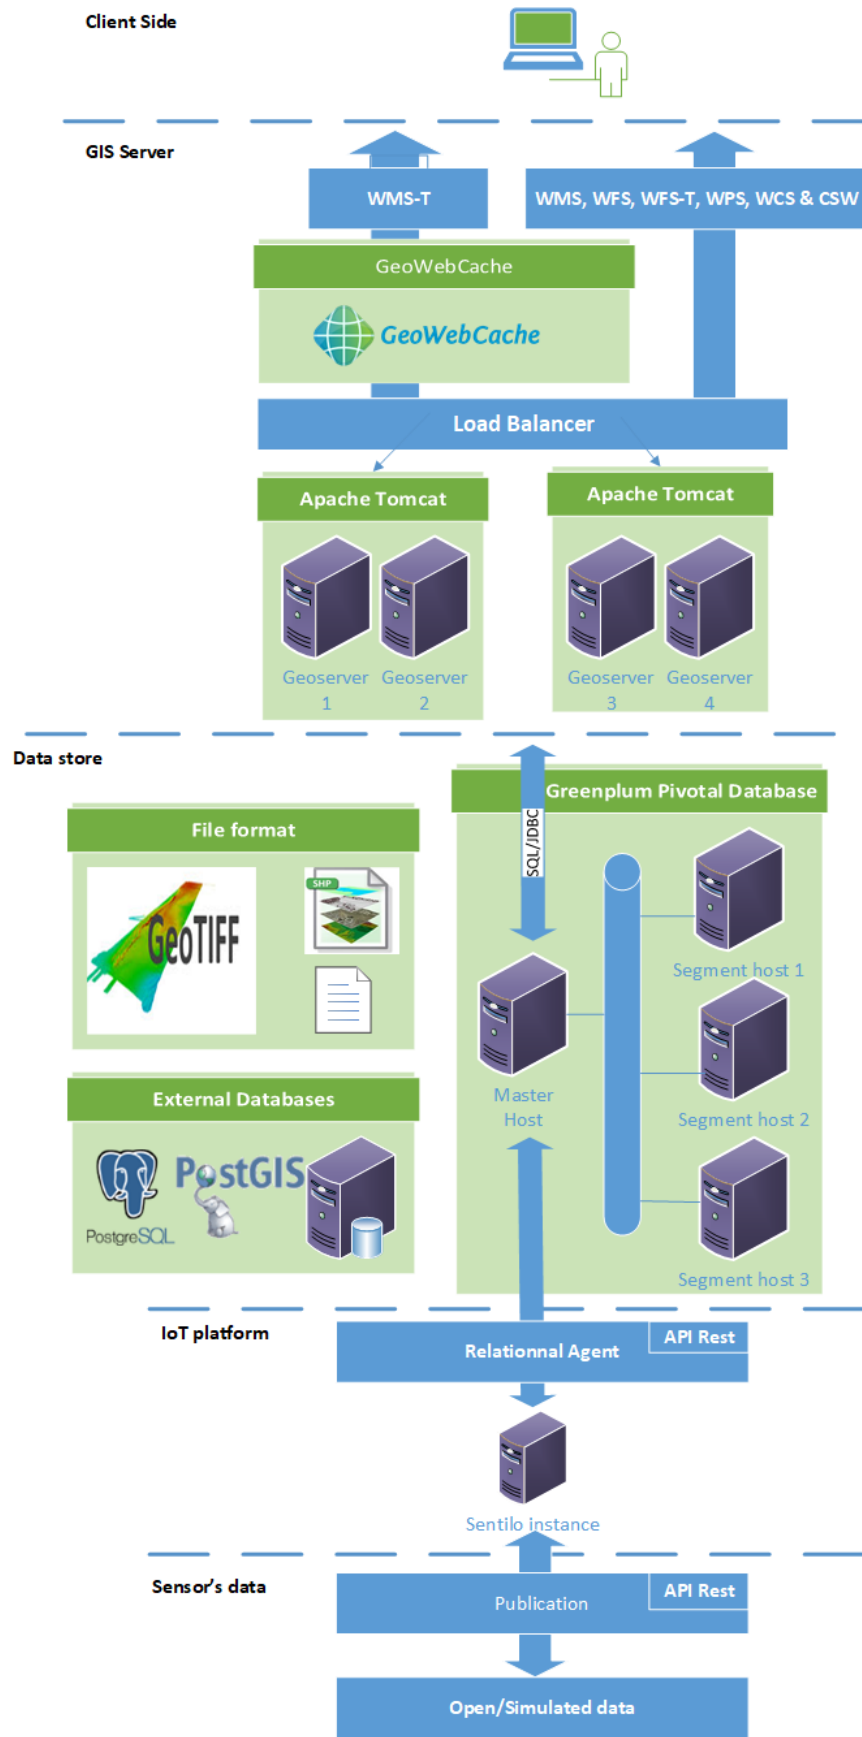 Client Side
GIS Server
WMS-T
WMS, WFS, WFS-T, WPS, WCS & CSW
GeoWebCache
GeoWebCache
Load Balancer
Apache Tomcat
Apache Tomcat
Geoserver
1
Geoserver
2
Geoserver
3
Geoserver
4
Data store
File format
GeoTIFF
SHP
External Databases
PostgreSQL
PostGIS
Greenplum Pivotal Database
SQL/JDBC
Master
Host
Segment host 1
Segment host 2
Segment host 3
IoT platform
Relationnal Agent
API Rest
Sentilo instance
Sensor's data
Publication
API Rest
Open/Simulated data